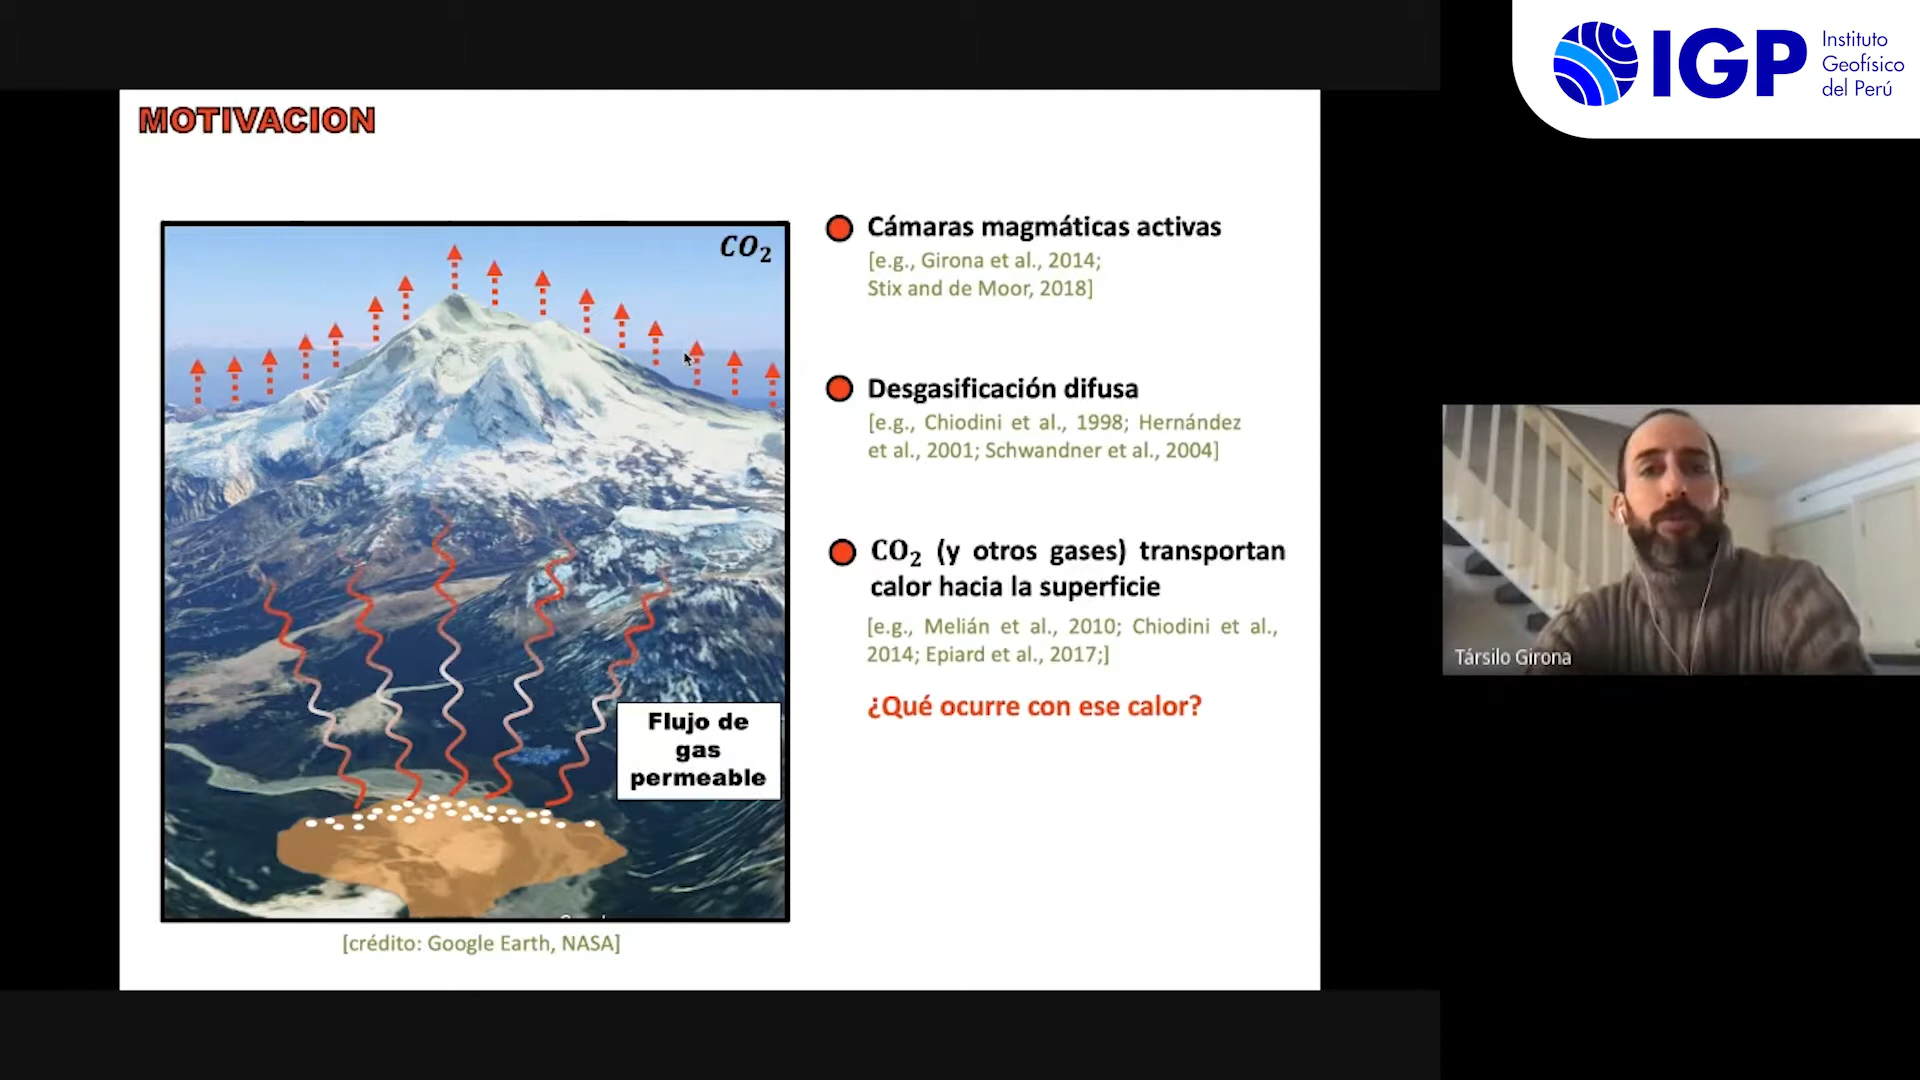 MOTIVACION
CO₂
Flujo de
gas
permeable
[crédito: Google Earth, NASA]
Cámaras magmáticas activas
[e.g., Girona et al., 2014;
Stix and de Moor, 2018]
Desgasificación difusa
[e.g., Chiodini et al., 1998; Hernández
et al., 2001; Schwandner et al., 2004]
CO₂ (y otros gases) transportan
calor hacia la superficie
[e.g., Melián et al., 2010; Chiodini et al.,
2014; Epiard et al., 2017;]
¿Qué ocurre con ese calor?
IGP
Instituto
Geofísico
del Perú
Társilo Girona